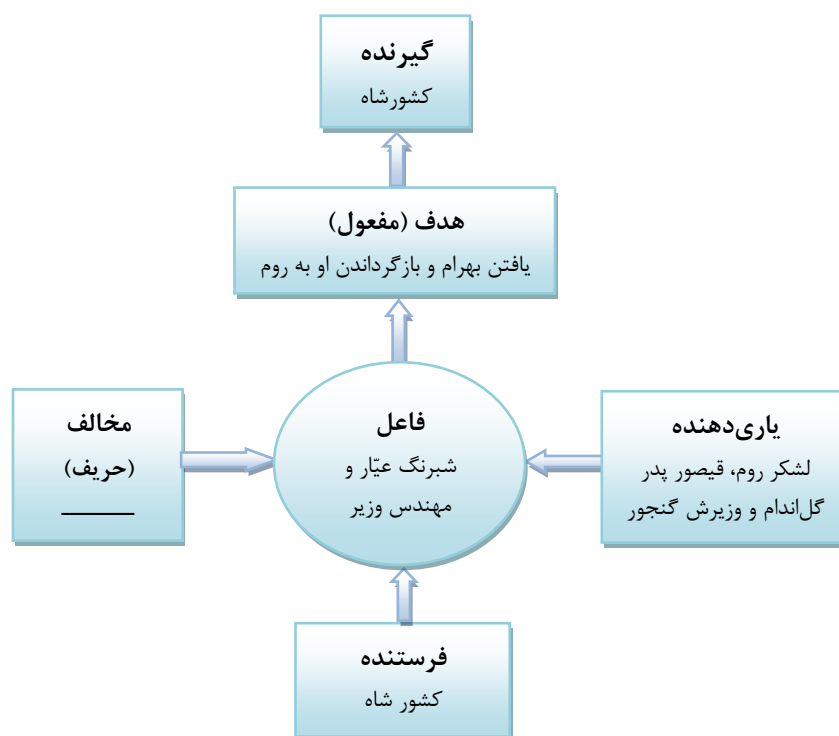 گیرنده
کشورشاه
هدف (مفعول)
یافتن بهرام و بازگرداندن او به روم
یاری‌دهنده
لشکر روم، قیصور پدر
گل‌اندام و وزیرش گنجور
فاعل
شبرنگ عیّار و
مهندس وزیر
مخالف
(حریف)
فرستنده
کشور شاه